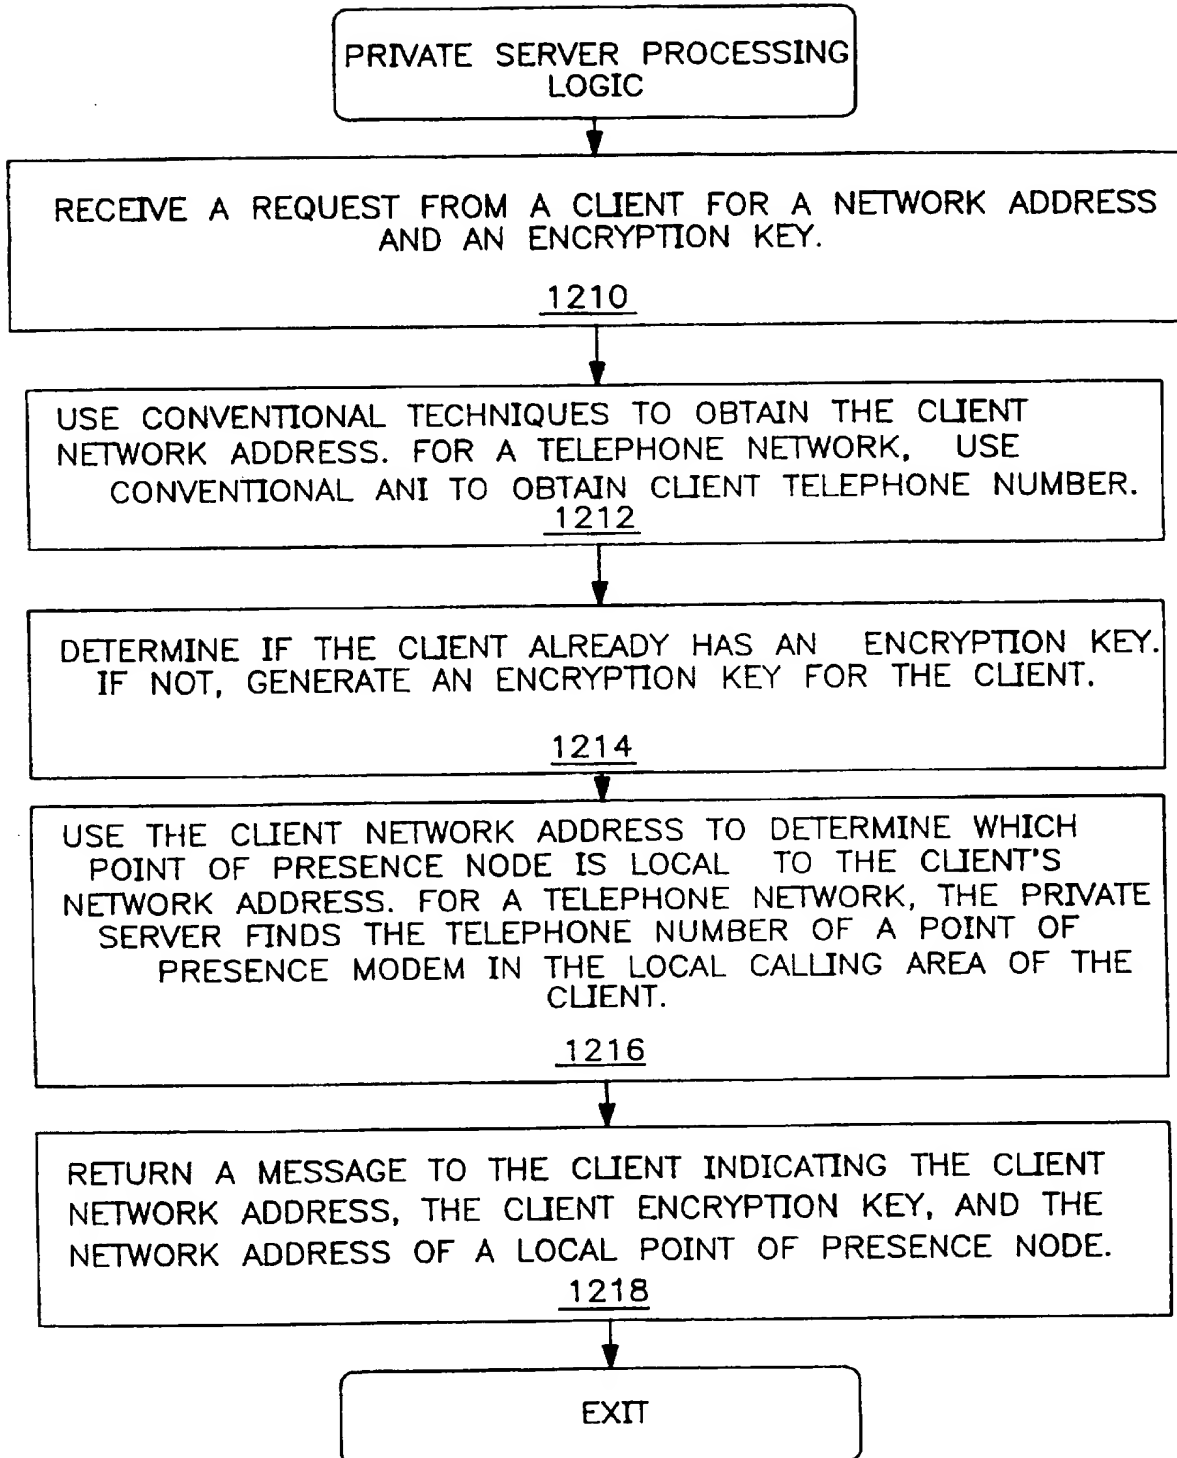 PRIVATE SERVER PROCESSING
LOGIC
RECEIVE A REQUEST FROM A CLIENT FOR A NETWORK ADDRESS
AND AN ENCRYPTION KEY.
1210
USE CONVENTIONAL TECHNIQUES TO OBTAIN THE CLIENT
NETWORK ADDRESS. FOR A TELEPHONE NETWORK, USE
CONVENTIONAL ANI TO OBTAIN CLIENT TELEPHONE NUMBER.
1212
DETERMINE IF THE CLIENT ALREADY HAS AN ENCRYPTION KEY.
IF NOT, GENERATE AN ENCRYPTION KEY FOR THE CLIENT.
1214
USE THE CLIENT NETWORK ADDRESS TO DETERMINE WHICH
POINT OF PRESENCE NODE IS LOCAL TO THE CLIENT'S
NETWORK ADDRESS. FOR A TELEPHONE NETWORK, THE PRIVATE
SERVER FINDS THE TELEPHONE NUMBER OF A POINT OF
PRESENCE MODEM IN THE LOCAL CALLING AREA OF THE
CLIENT.
1216
RETURN A MESSAGE TO THE CLIENT INDICATING THE CLIENT
NETWORK ADDRESS, THE CLIENT ENCRYPTION KEY, AND THE
NETWORK ADDRESS OF A LOCAL POINT OF PRESENCE NODE.
1218
EXIT